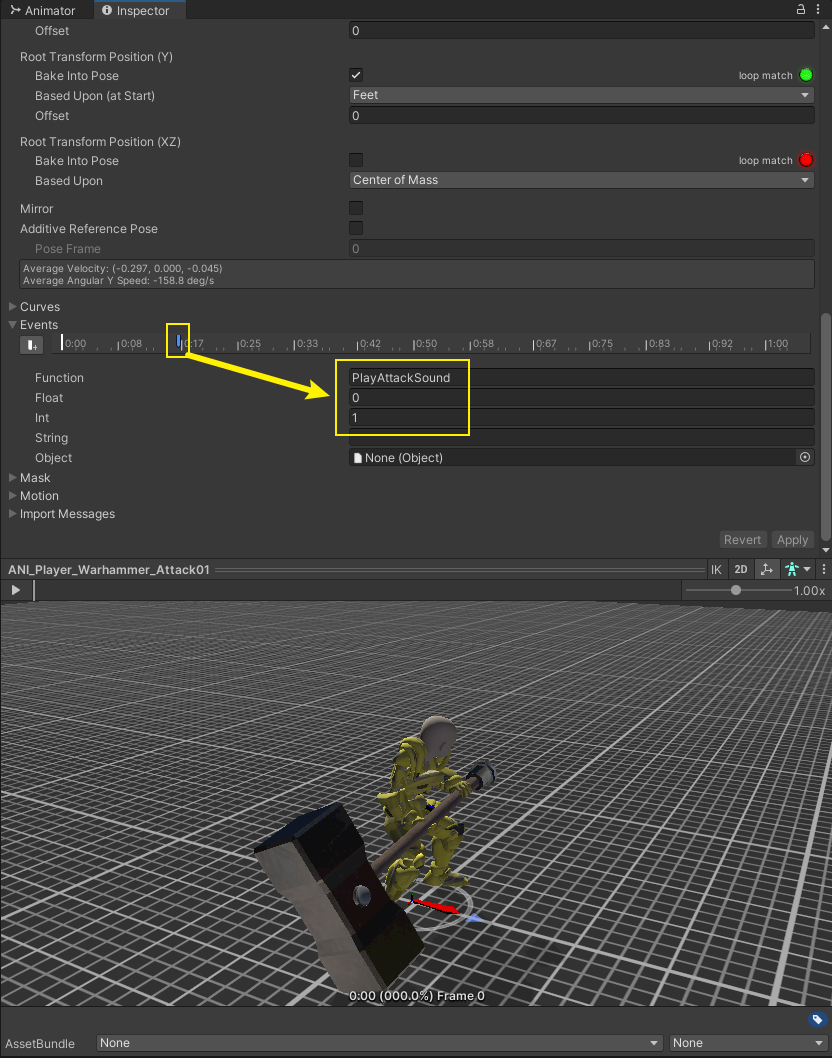 Animator Inspector
Offset 0
Root Transform Position (Y)
Bake Into Pose loop match
Based Upon (at Start) Feet
Offset 0
Root Transform Position (XZ)
Bake Into Pose loop match
Based Upon Center of Mass
Mirror
Additive Reference Pose
Pose Frame 0
Average Velocity: (-0.297, 0.000, -0.045)
Average Angular Y Speed: -158.8 deg/s
Curves
Events
0:00 0:08 0:17 0:25 0:33 0:42 0:50 0:58 0:67 0:75 0:83 0:92 1:00
Function PlayAttackSound
Float 0
Int 1
String
Object None (Object)
Mask
Motion
Import Messages
Revert Apply
ANI_Player_Warhammer_Attack01 IK 2D
1.00x
0:00 (000.0%) Frame 0
AssetBundle None None